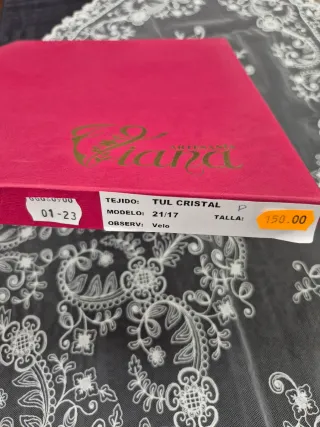 Viana
01-23
TEJIDO: TUL CRISTAL P
MODELO: 21/17 TALLA: 150.00
OBSERV: Velo